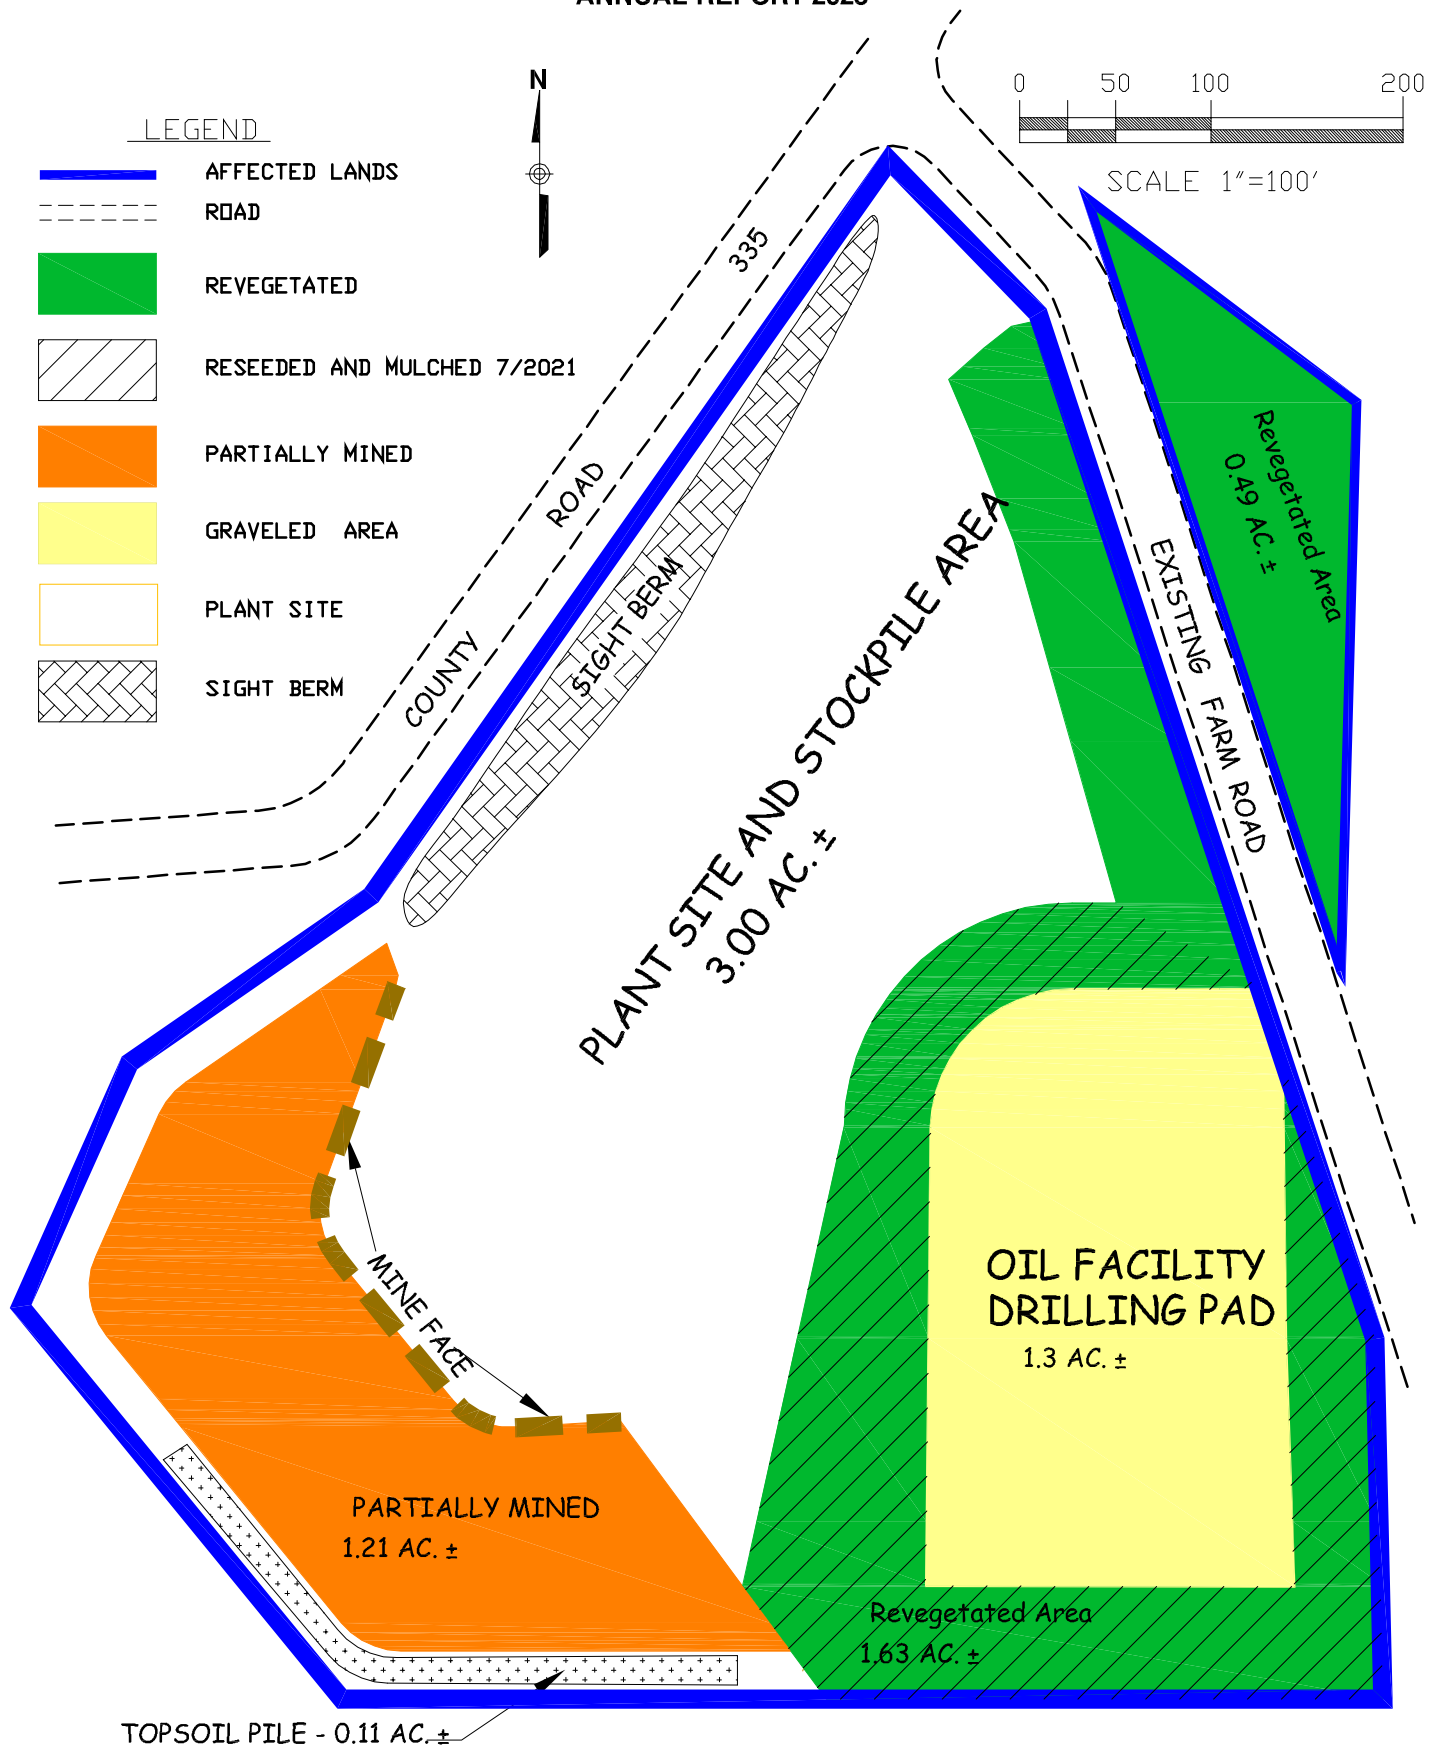 N
0 50 100 200
SCALE 1"=100'
LEGEND
AFFECTED LANDS
ROAD
REVEGETATED
RESEEDED AND MULCHED 7/2021
PARTIALLY MINED
GRAVELED AREA
PLANT SITE
SIGHT BERM
COUNTY ROAD 335
SIGHT BERM
PLANT SITE AND STOCKPILE AREA
3.00 AC. ±
EXISTING FARM ROAD
Revegetated Area
0.49 AC. ±
MINE FACE
OIL FACILITY
DRILLING PAD
1.3 AC. ±
PARTIALLY MINED
1.21 AC. ±
Revegetated Area
1.63 AC. ±
TOPSOIL PILE - 0.11 AC. ±